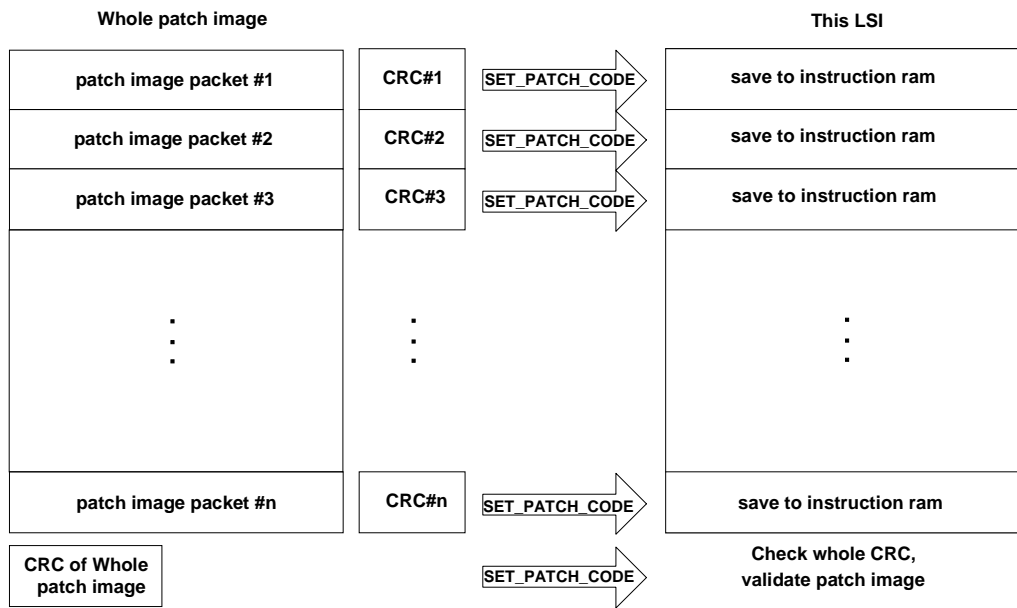 Whole patch image
This LSI
patch image packet #1
CRC#1
SET_PATCH_CODE
save to instruction ram
patch image packet #2
CRC#2
SET_PATCH_CODE
save to instruction ram
patch image packet #3
CRC#3
SET_PATCH_CODE
save to instruction ram
patch image packet #n
CRC#n
SET_PATCH_CODE
save to instruction ram
CRC of Whole
patch image
SET_PATCH_CODE
Check whole CRC,
validate patch image